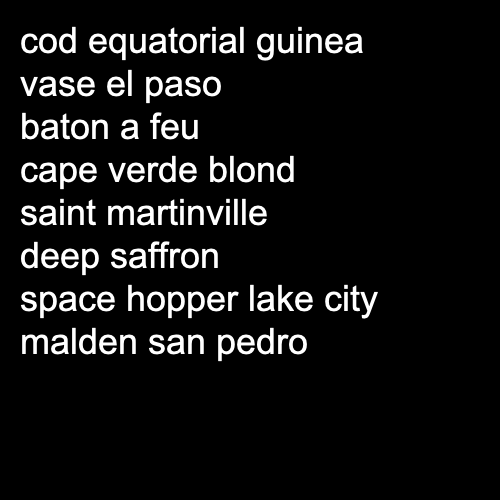 cod equatorial guinea
vase el paso
baton a feu
cape verde blond
saint martinville
deep saffron
space hopper lake city
malden san pedro